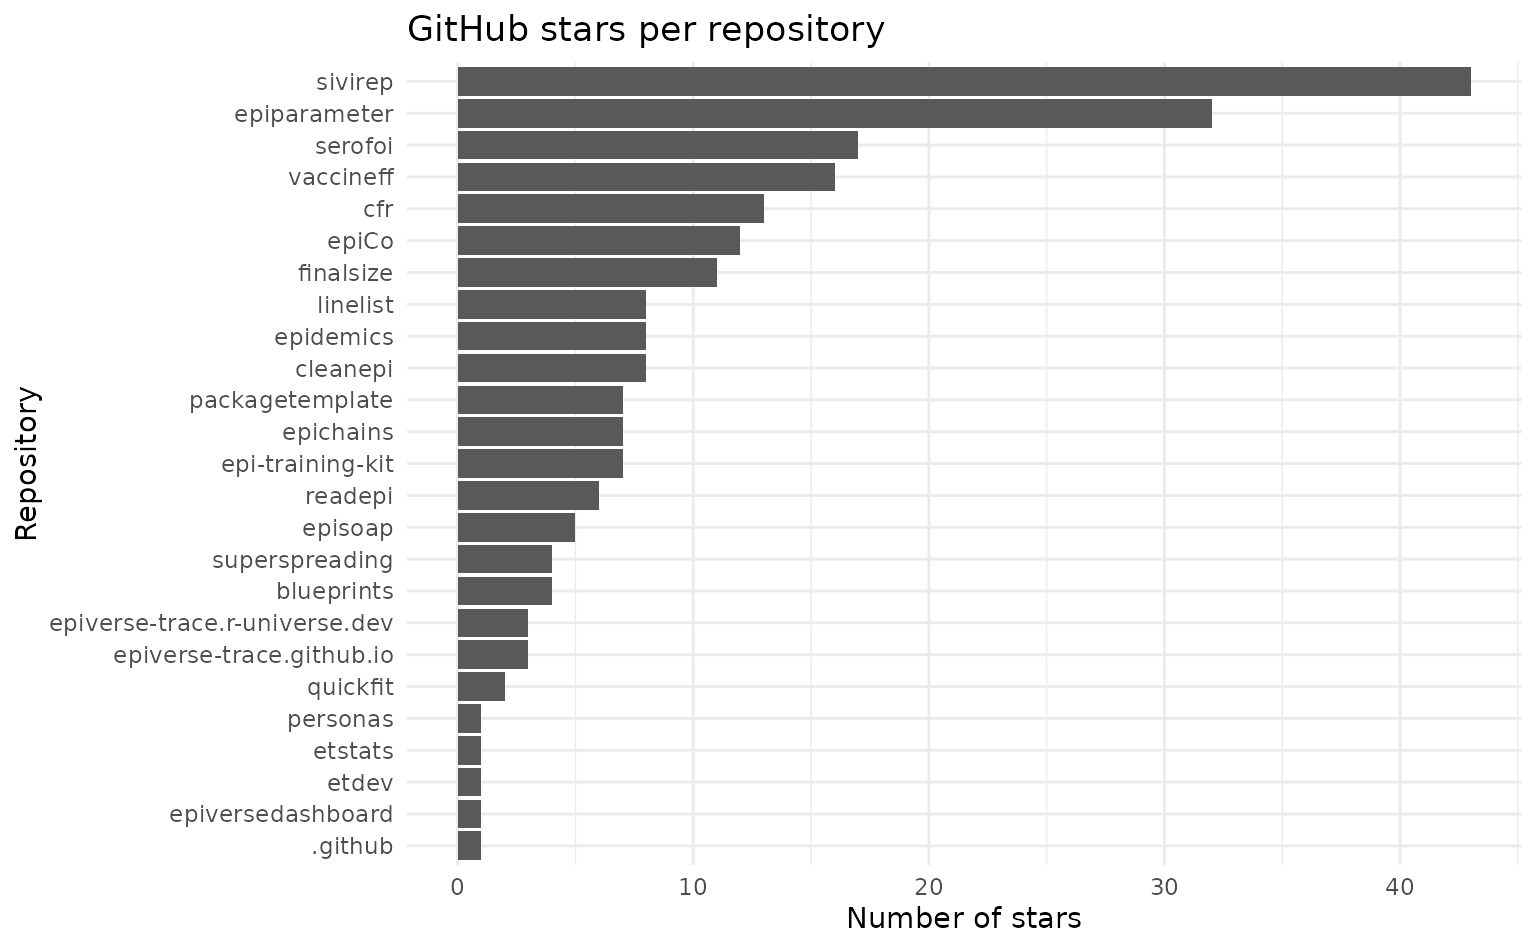 GitHub stars per repository
sivirep
epiparameter
serofoi
vaccineff
cfr
epiCo
finalsize
linelist
epidemics
cleanepi
packagetemplate
epichains
epi-training-kit
readepi
episoap
superspreading
blueprints
epiverse-trace.r-universe.dev
epiverse-trace.github.io
quickfit
personas
etstats
etdev
epiversedashboard
.github
Repository
0 10 20 30 40
Number of stars